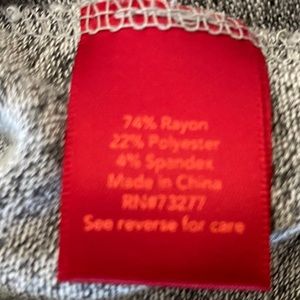 74% Rayon
22% Polyester
4% Spandex
Made in China
RN#73277
See reverse for care